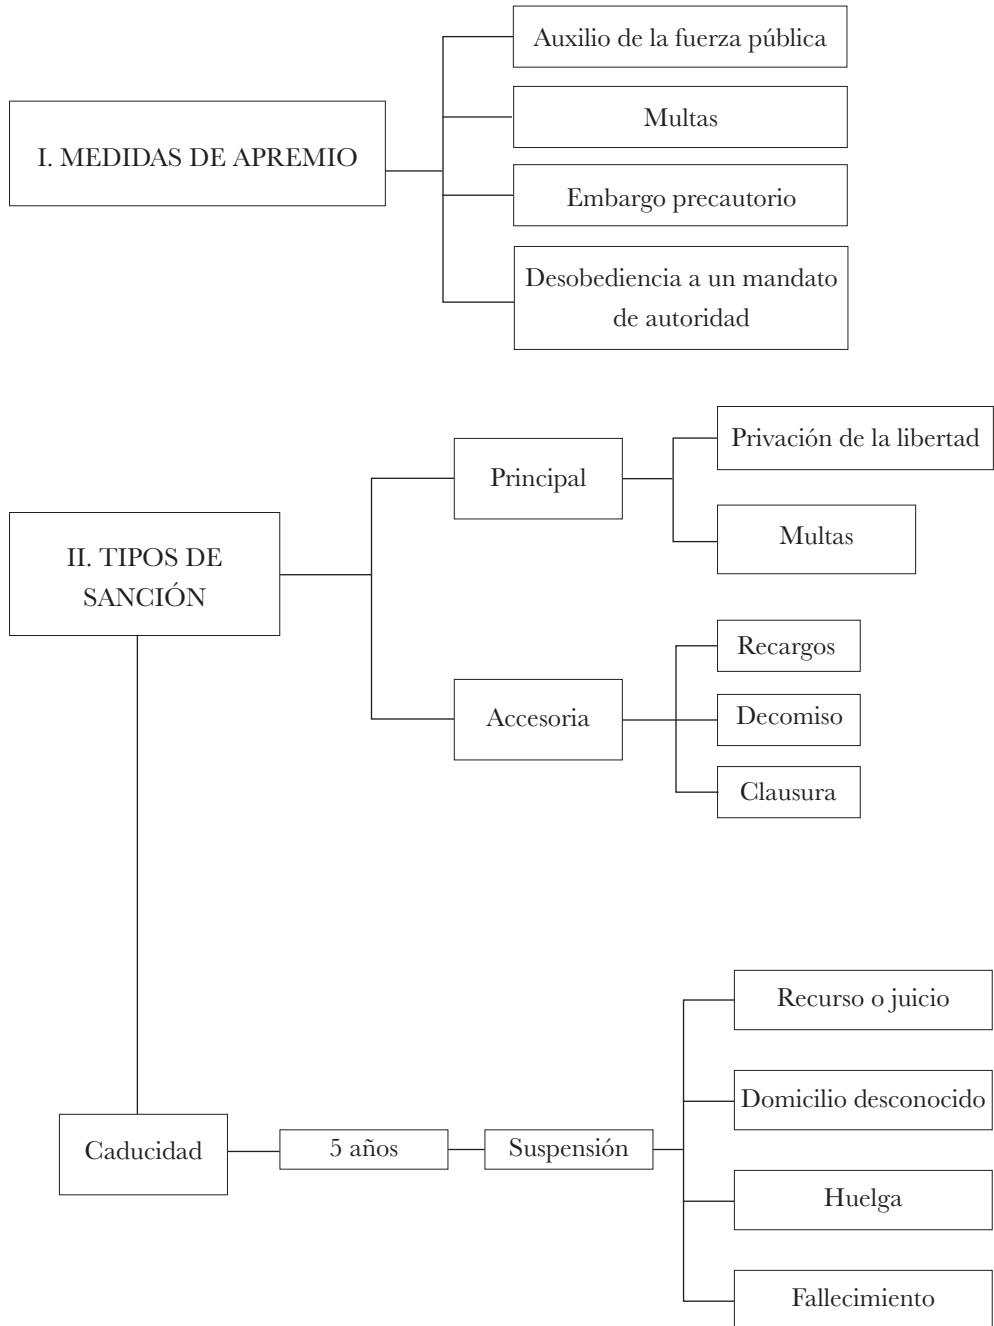 Auxilio de la fuerza pública
I. MEDIDAS DE APREMIO
Multas
Embargo precautorio
Desobediencia a un mandato
de autoridad
II. TIPOS DE
SANCIÓN
Principal
Privación de la libertad
Multas
Accesoria
Recargos
Decomiso
Clausura
Caducidad
5 años
Suspensión
Recurso o juicio
Domicilio desconocido
Huelga
Fallecimiento